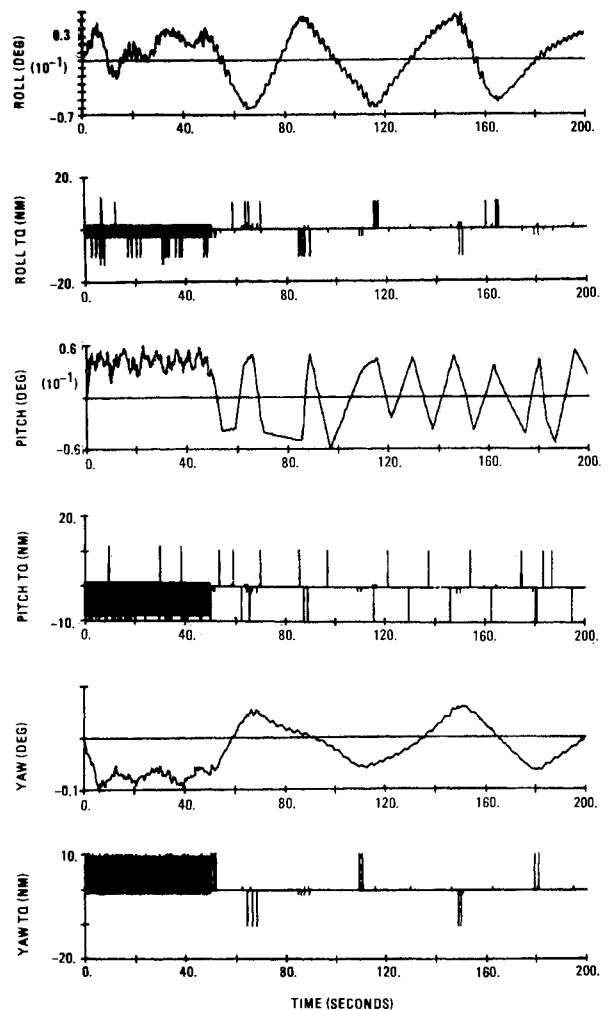 0.3
(10⁻¹)
-0.7
ROLL (DEG)
0. 40. 80. 120. 160. 200.
20.
-20.
ROLL TQ (NM)
0. 40. 80. 120. 160. 200.
0.6
(10⁻¹)
-0.6
PITCH (DEG)
0. 40. 80. 120. 160. 200.
20.
-10.
PITCH TQ (NM)
0. 40. 80. 120. 160. 200.
-0.1
YAW (DEG)
0. 40. 80. 120. 160. 200.
10.
-20.
YAW TQ (NM)
0. 40. 80. 120. 160. 200.
TIME (SECONDS)